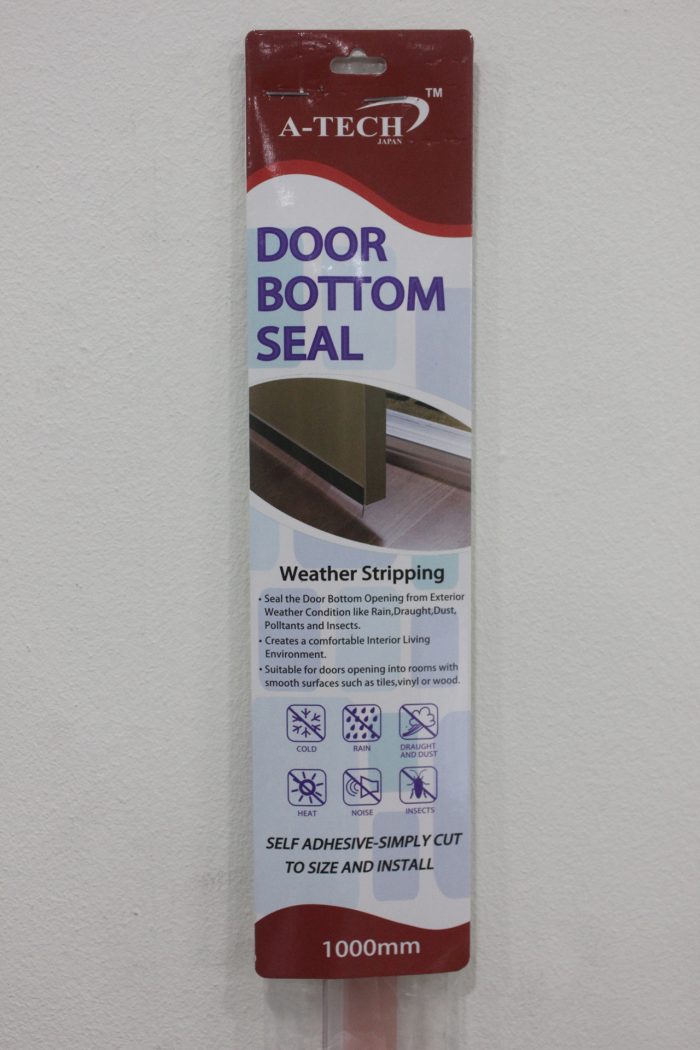 A-TECH
TM
JAPAN
DOOR
BOTTOM
SEAL
Weather Stripping
• Seal the Door Bottom Opening from Exterior
Weather Condition like Rain,Draught,Dust,
Polltants and Insects.
• Creates a comfortable Interior Living
Environment.
• Suitable for doors opening into rooms with
smooth surfaces such as tiles,vinyl or wood.
COLD
RAIN
DRAUGHT
AND DUST
HEAT
NOISE
INSECTS
SELF ADHESIVE-SIMPLY CUT
TO SIZE AND INSTALL
1000mm